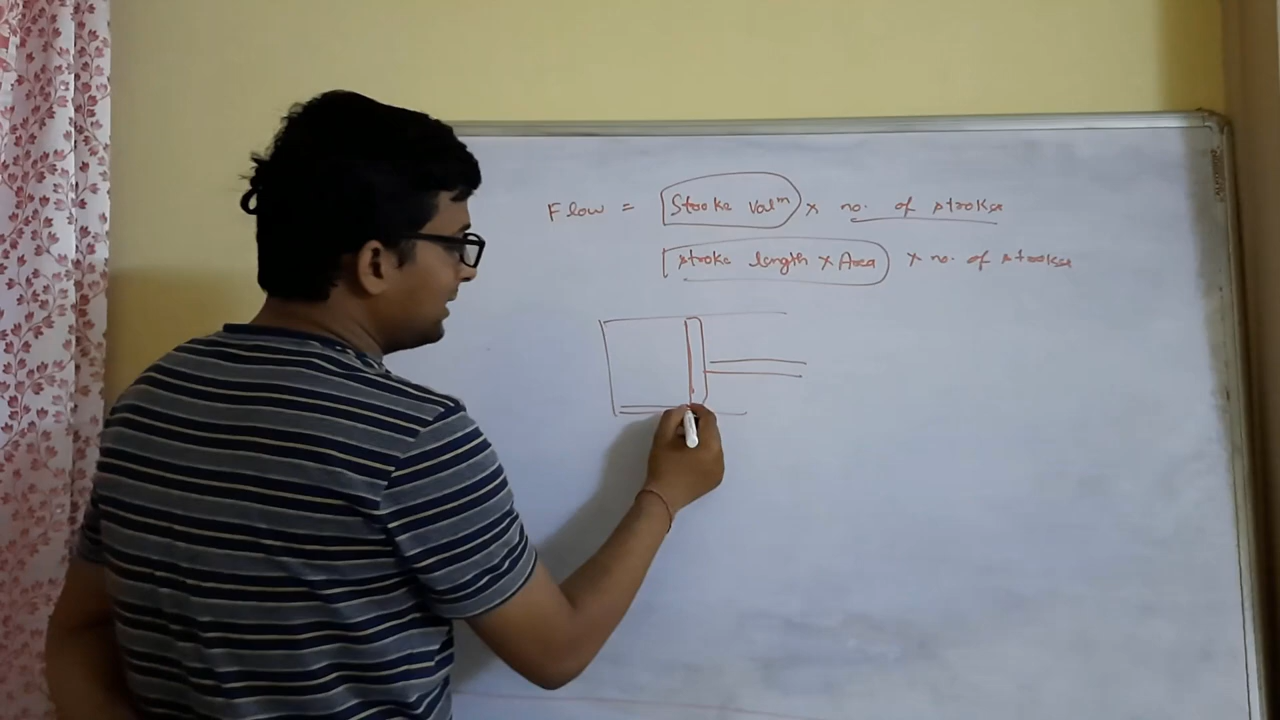 Flow = Stroke Volm x no. of strokes
stroke length x Area x no. of strokes